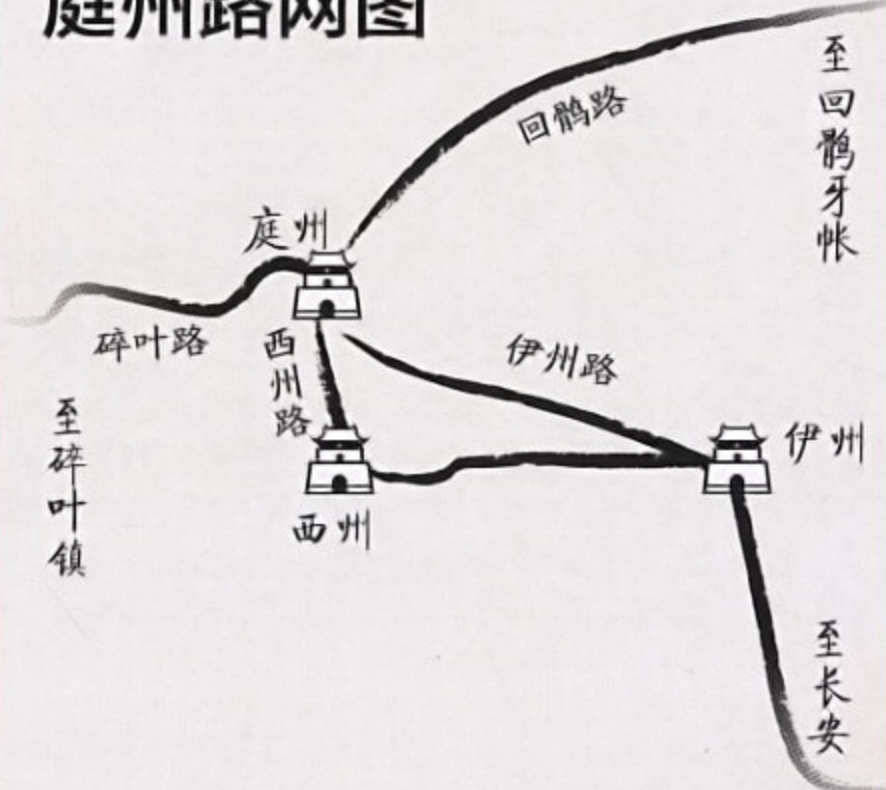 庭州路网图
至回鹘牙帐
回鹘路
庭州
碎叶路
西州路
伊州路
至碎叶镇
伊州
西州
至长安